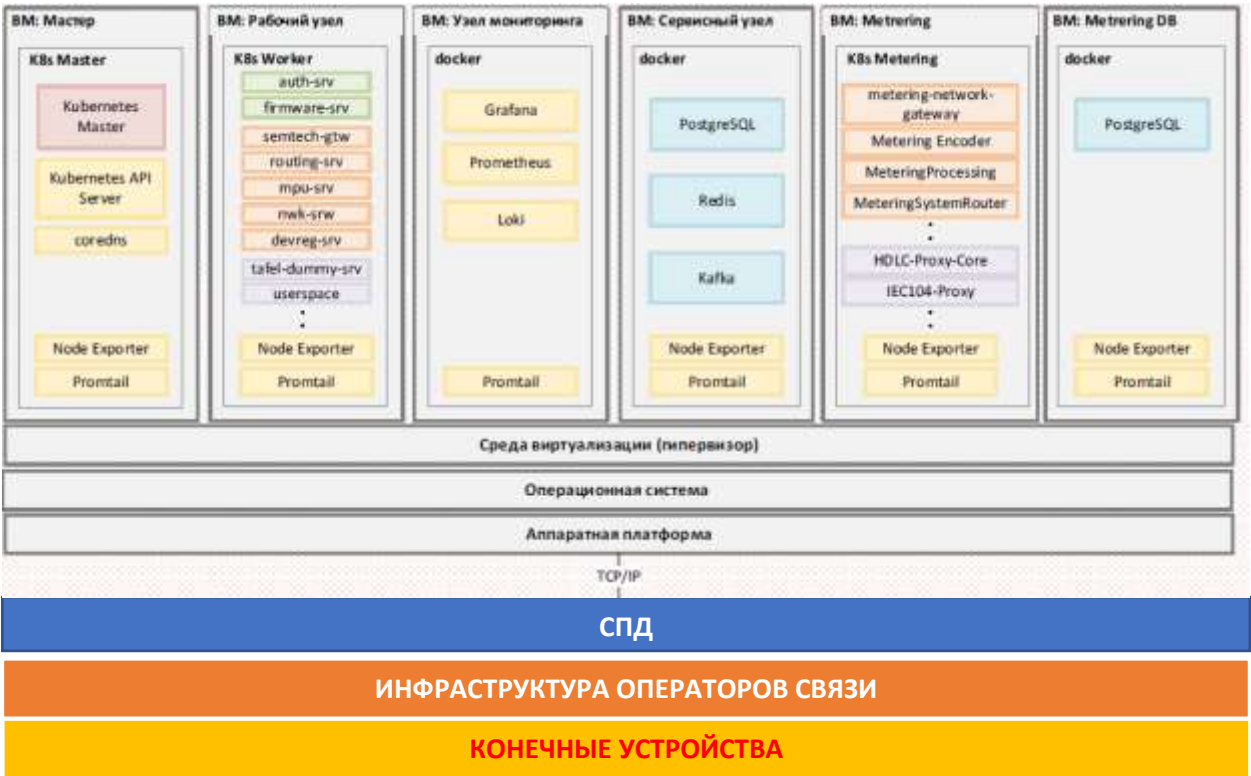 ВМ: Мастер
K8s Master
Kubernetes
Master
Kubernetes API
Server
coredns
Node Exporter
Promtail
ВМ: Рабочий узел
K8s Worker
auth-srv
firmware-srv
semtech-gtw
routing-srv
mpu-srv
nwk-srw
devreg-srv
tafel-dummy-srv
userspace
Node Exporter
Promtail
ВМ: Узел мониторинга
docker
Grafana
Prometheus
Loki
Promtail
ВМ: Сервисный узел
docker
PostgreSQL
Redis
Kafka
Node Exporter
Promtail
ВМ: Metrering
K8s Metering
metering-network-
gateway
Metering Encoder
MeteringProcessing
MeteringSystemRouter
HDLC-Proxy-Core
IEC104-Proxy
Node Exporter
Promtail
ВМ: Metrering DB
docker
PostgreSQL
Node Exporter
Promtail
Среда виртуализации (гипервизор)
Операционная система
Аппаратная платформа
TCP/IP
СПД
ИНФРАСТРУКТУРА ОПЕРАТОРОВ СВЯЗИ
КОНЕЧНЫЕ УСТРОЙСТВА